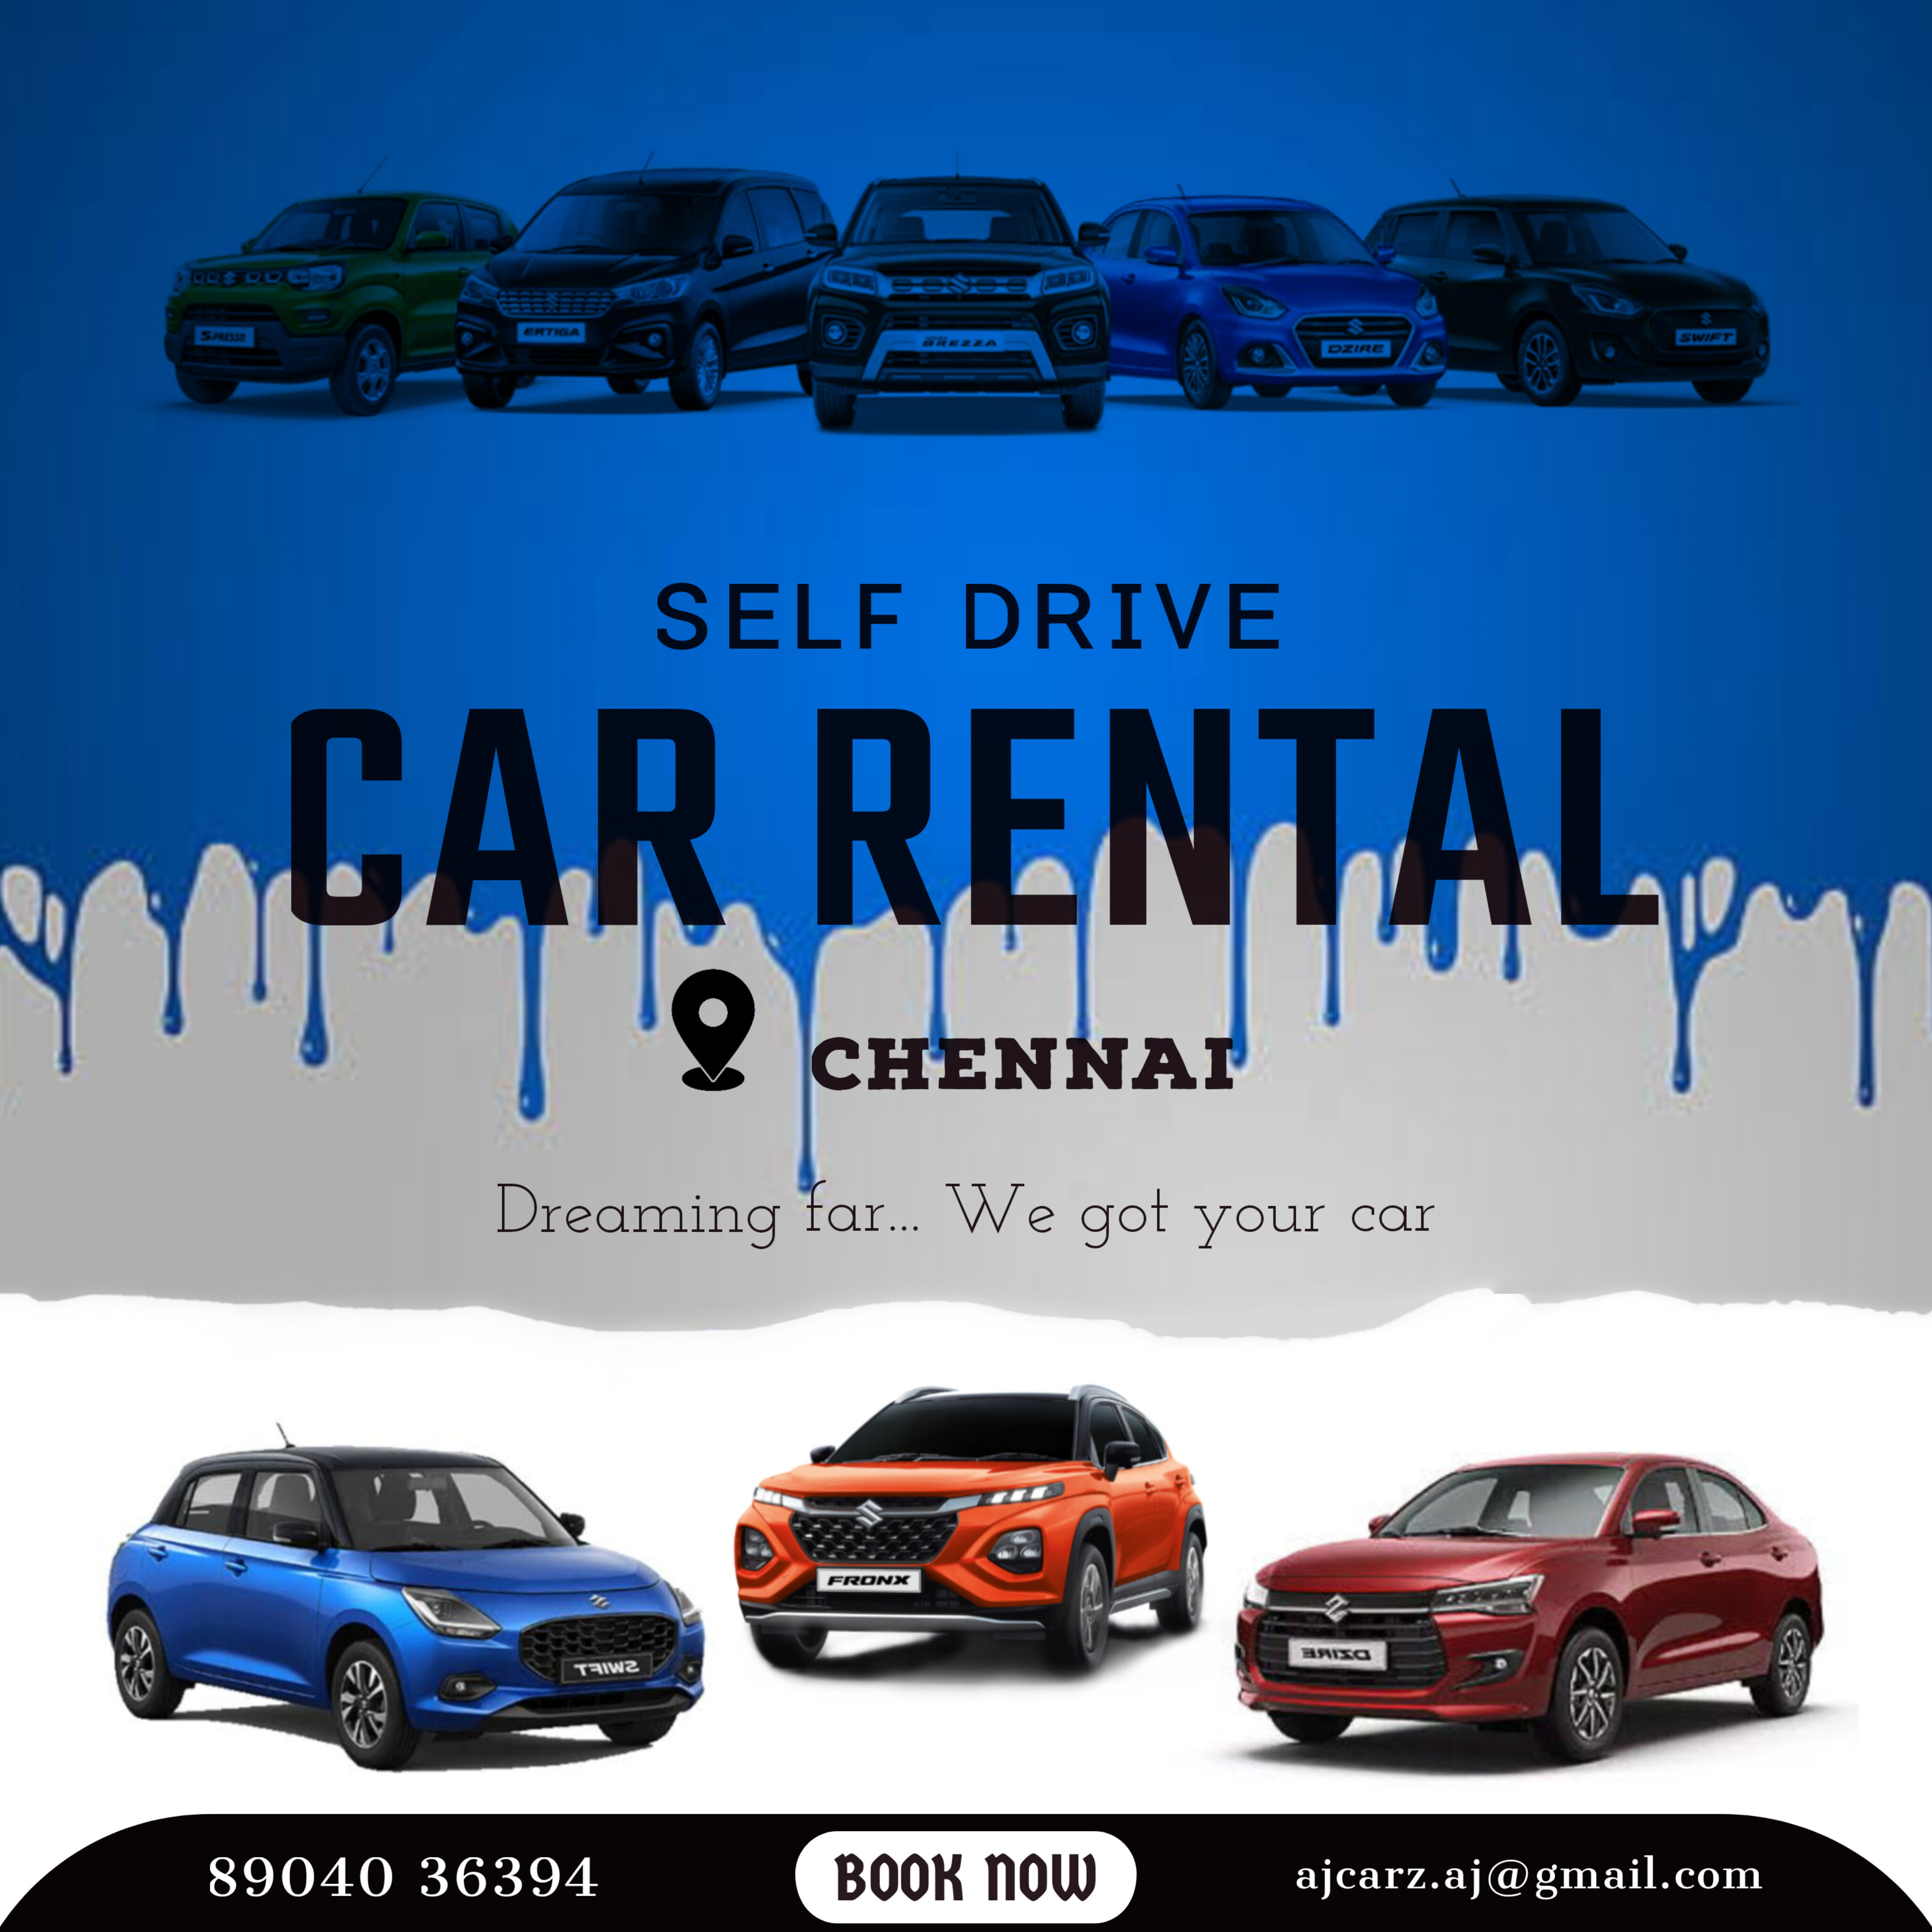 SPRESSO
ERTIGA
BREZZA
DZIRE
SWIFT
SELF DRIVE
CAR RENTAL
CHENNAI
Dreaming far... We got your car
FRONX
SWIFT
DZIRE
89040 36394
BOOK NOW
ajcarz.aj@gmail.com